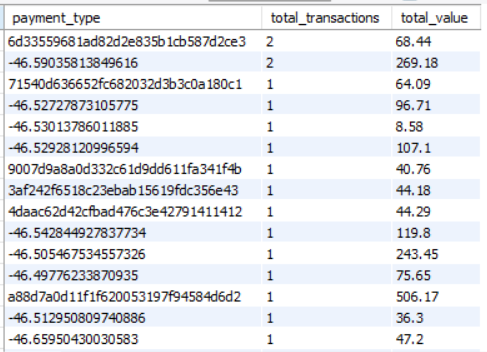 payment_type total_transactions total_value
6d33559681ad82d2e835b1cb587d2ce3 2 68.44
-46.59035813849616 2 269.18
71540d636652fc682032d3b3c0a180c1 1 64.09
-46.52727873105775 1 96.71
-46.53013786011885 1 8.58
-46.52928120996594 1 107.1
9007d9a8a0d332c61d9dd611fa341f4b 1 40.76
3af242f6518c23ebab15619fdc356e43 1 44.18
4daac62d42cfbad476c3e42791411412 1 44.29
-46.542844927837734 1 119.8
-46.505467534557326 1 243.45
-46.49776233870935 1 75.65
a88d7a0d11f1f620053197f94584d6d2 1 506.17
-46.512950809740886 1 36.3
-46.65950430030583 1 47.2